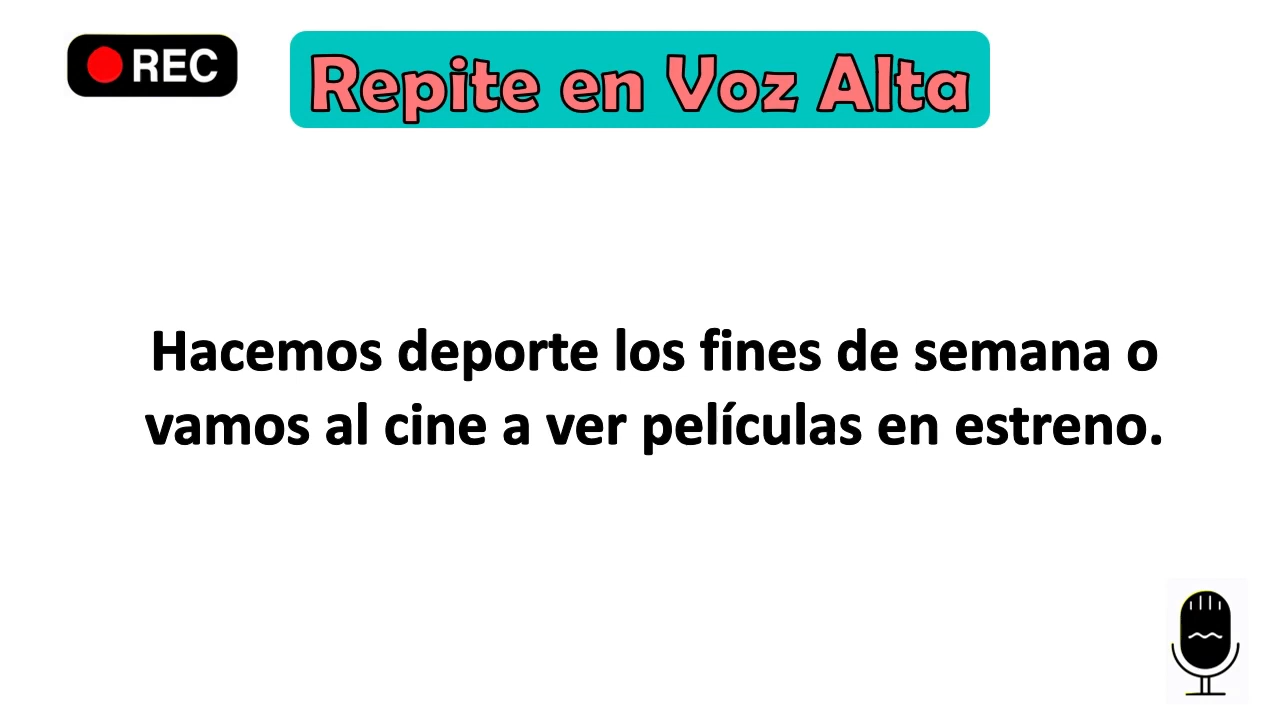 REC
Repite en Voz Alta
Hacemos deporte los fines de semana o
vamos al cine a ver películas en estreno.